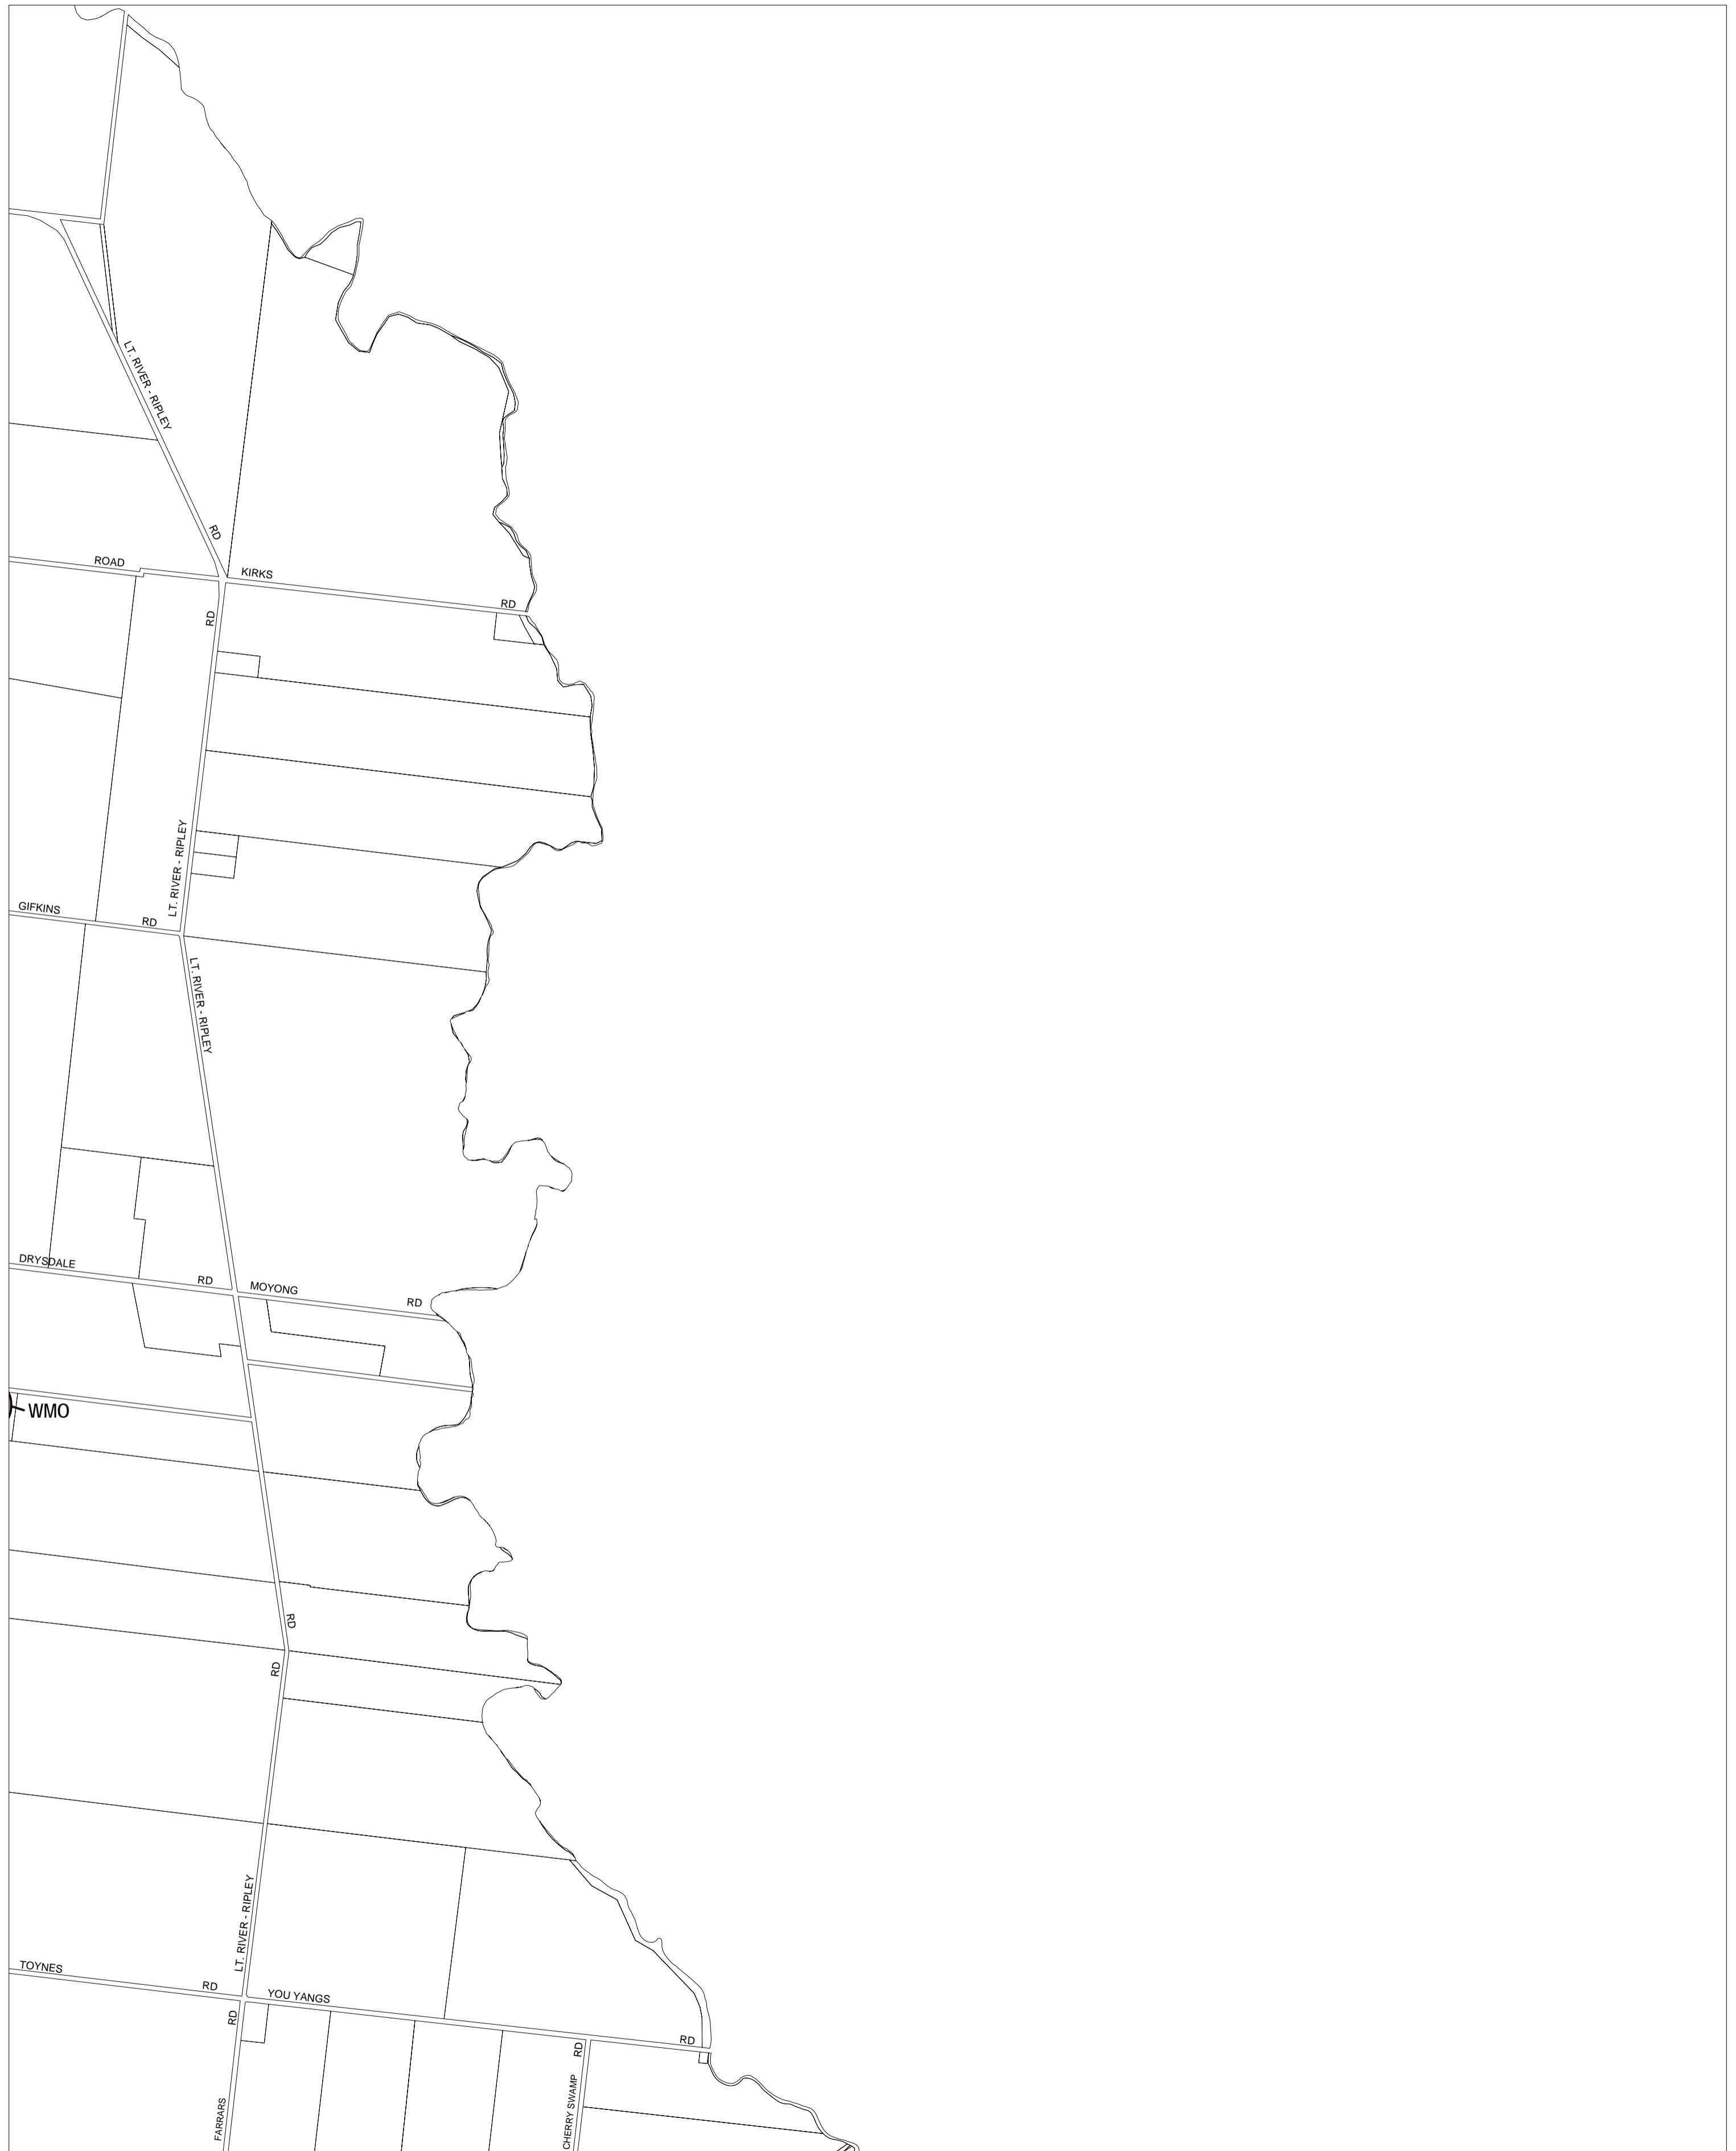 LT. RIVER - RIPLEY
RD
ROAD
KIRKS
RD
RD
LT. RIVER - RIPLEY
GIFKINS
RD
LT. RIVER - RIPLEY
DRYSDALE
RD
MOYONG
RD
WMO
RD
RD
LT. RIVER - RIPLEY
TOYNES
RD
YOU YANGS
RD
RD
RD
FARRARS
CHERRY SWAMP